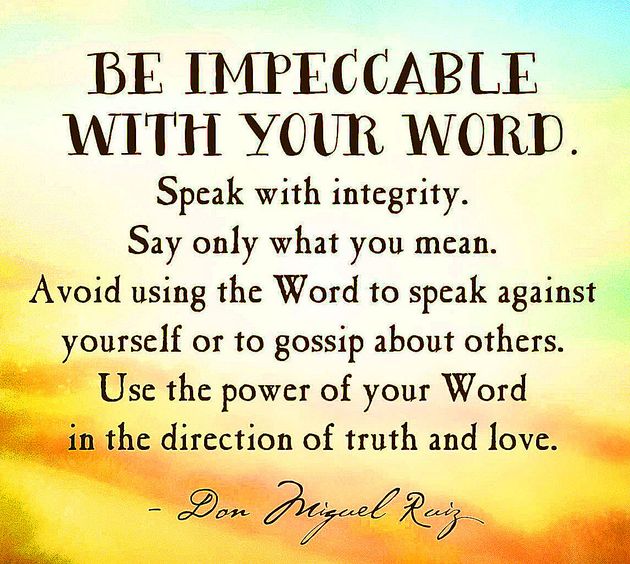 BE IMPECCABLE
WITH YOUR WORD.
Speak with integrity.
Say only what you mean.
Avoid using the Word to speak against
yourself or to gossip about others.
Use the power of your Word
in the direction of truth and love.
- Don Miguel Ruiz